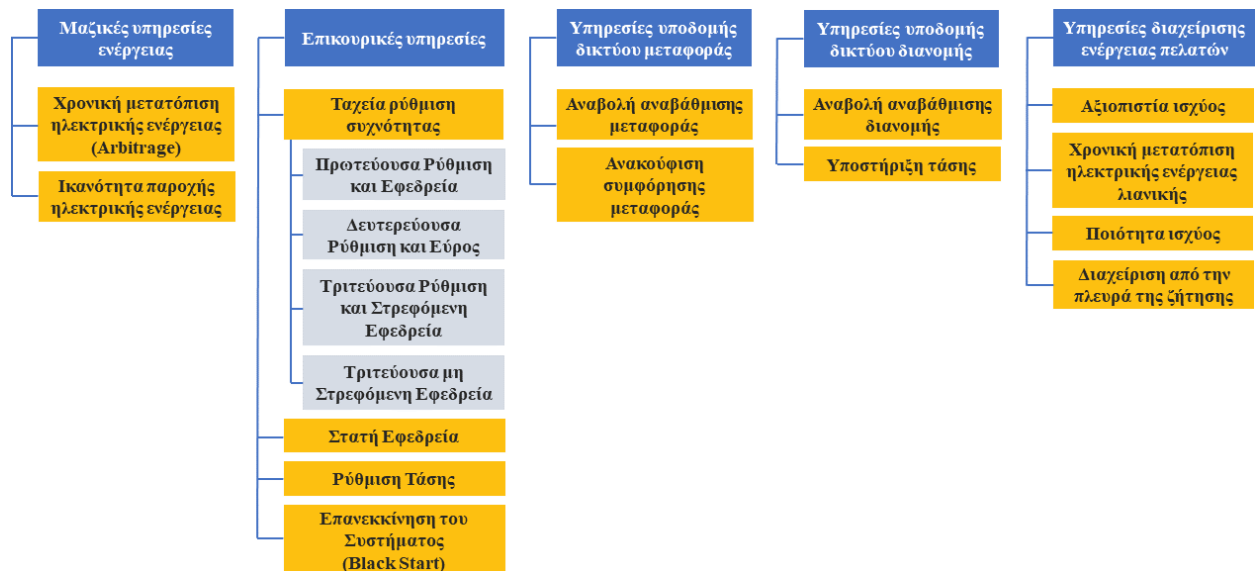 Μαζικές υπηρεσίες
ενέργειας
Χρονική μετατόπιση
ηλεκτρικής ενέργειας
(Arbitrage)
Ικανότητα παροχής
ηλεκτρικής ενέργειας
Επικουρικές υπηρεσίες
Ταχεία ρύθμιση
συχνότητας
Πρωτεύουσα Ρύθμιση
και Εφεδρεία
Δευτερεύουσα
Ρύθμιση και Εύρος
Τριτεύουσα Ρύθμιση
και Στρεφόμενη
Εφεδρεία
Τριτεύουσα μη
Στρεφόμενη Εφεδρεία
Στατή Εφεδρεία
Ρύθμιση Τάσης
Επανεκκίνηση του
Συστήματος
(Black Start)
Υπηρεσίες υποδομής
δικτύου μεταφοράς
Αναβολή αναβάθμισης
μεταφοράς
Ανακούφιση
συμφόρησης
μεταφοράς
Υπηρεσίες υποδομής
δικτύου διανομής
Αναβολή αναβάθμισης
διανομής
Υποστήριξη τάσης
Υπηρεσίες διαχείρισης
ενέργειας πελατών
Αξιοπιστία ισχύος
Χρονική μετατόπιση
ηλεκτρικής ενέργειας
λιανικής
Ποιότητα ισχύος
Διαχείριση από την
πλευρά της ζήτησης